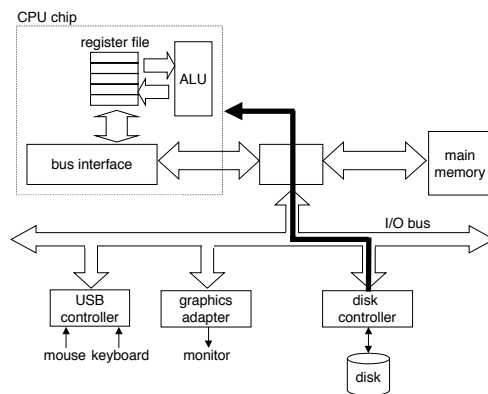 CPU chip
register file
ALU
bus interface
main
memory
I/O bus
USB
controller
graphics
adapter
disk
controller
mouse keyboard
monitor
disk